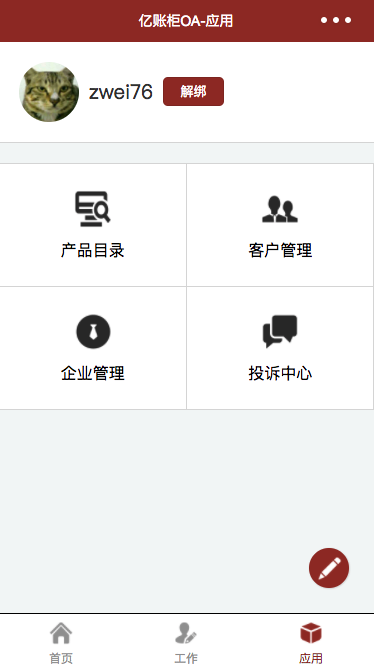 亿账柜OA-应用
zwei76
解绑
产品目录
客户管理
企业管理
投诉中心
首页
工作
应用